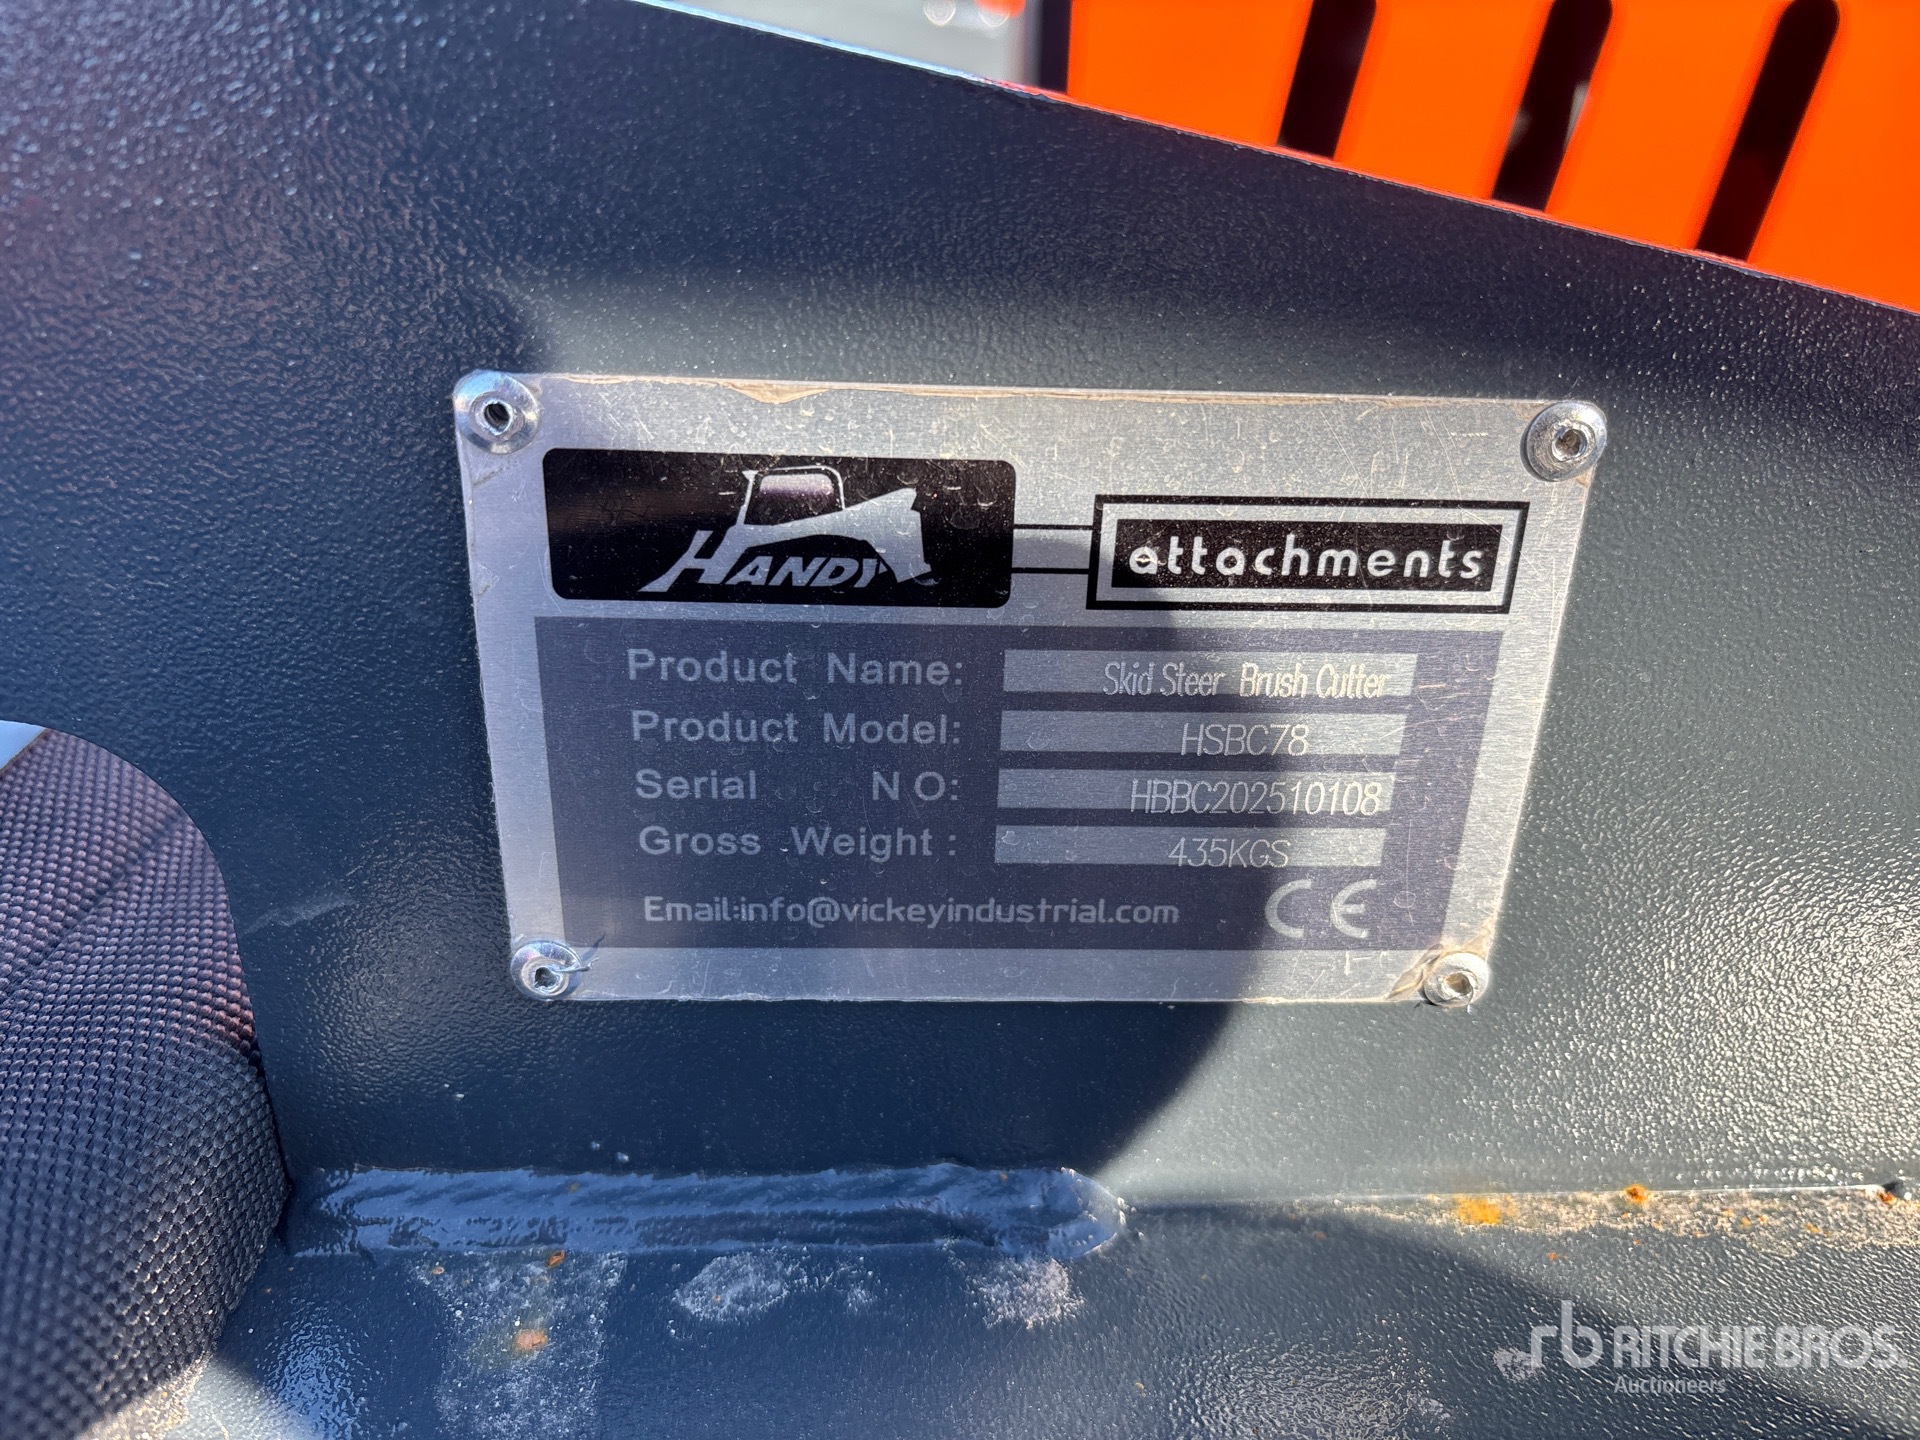 HANDY
attachments
Product Name: Skid Steer Brush Cutter
Product Model: HSBC78
Serial NO: HBBC202510108
Gross Weight: 435KGS
Email:info@vickeyindustrial.com CE
rb RITCHIE BROS.
Auctioneers